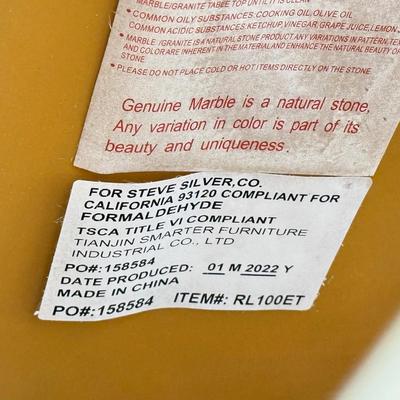 MARBLE/GRANITE TABLE TOP UNTIL IT IS CLEAN
• COMMON OILY SUBSTANCES: COOKING OIL, OLIVE OIL
COMMON ACIDIC SUBSTANCES: KETCHUP, VINEGAR GRAPE JUICE, LEMON
• MARBLE /GRANITE IS A NATURAL STONE PRODUCT ANY VARIATIONS IN PATTERN, TEX
AND COLOR ARE INHERENT IN THE MATERIAL AND ENHANCE THE NATURAL BEAUTY OF
STONE
• PLEASE DO NOT PLACE COLD OR HOT ITEMS DIRECTLY ON THE STONE
Genuine Marble is a natural stone,
Any variation in color is part of its
beauty and uniqueness.
FOR STEVE SILVER,CO.
CALIFORNIA 93120 COMPLIANT FOR
FORMALDEHYDE
TSCA TITLE VI COMPLIANT
TIANJIN SMARTER FURNITURE
INDUSTRIAL CO., LTD
PO#:158584
DATE PRODUCED: 01 M 2022 Y
MADE IN CHINA
PO#:158584 ITEM#: RL100ET